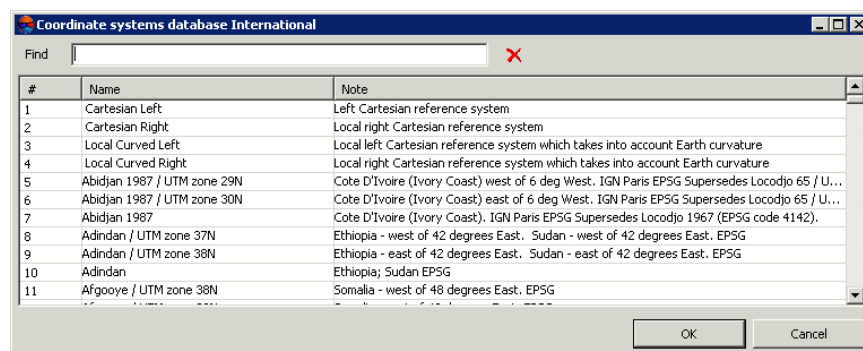 Coordinate systems database International
Find
# Name Note
1 Cartesian Left Left Cartesian reference system
2 Cartesian Right Local right Cartesian reference system
3 Local Curved Left Local left Cartesian reference system which takes into account Earth curvature
4 Local Curved Right Local right Cartesian reference system which takes into account Earth curvature
5 Abidjan 1987 / UTM zone 29N Cote D'Ivoire (Ivory Coast) west of 6 deg West. IGN Paris EPSG Supersedes Locodjo 65 / U...
6 Abidjan 1987 / UTM zone 30N Cote D'Ivoire (Ivory Coast) east of 6 deg West. IGN Paris EPSG Supersedes Locodjo 65 / U...
7 Abidjan 1987 Cote D'Ivoire (Ivory Coast). IGN Paris EPSG Supersedes Locodjo 1967 (EPSG code 4142).
8 Adindan / UTM zone 37N Ethiopia - west of 42 degrees East. Sudan - west of 42 degrees East. EPSG
9 Adindan / UTM zone 38N Ethiopia - east of 42 degrees East. Sudan - east of 42 degrees East. EPSG
10 Adindan Ethiopia; Sudan EPSG
11 Afgooye / UTM zone 38N Somalia - west of 48 degrees East. EPSG
OK Cancel